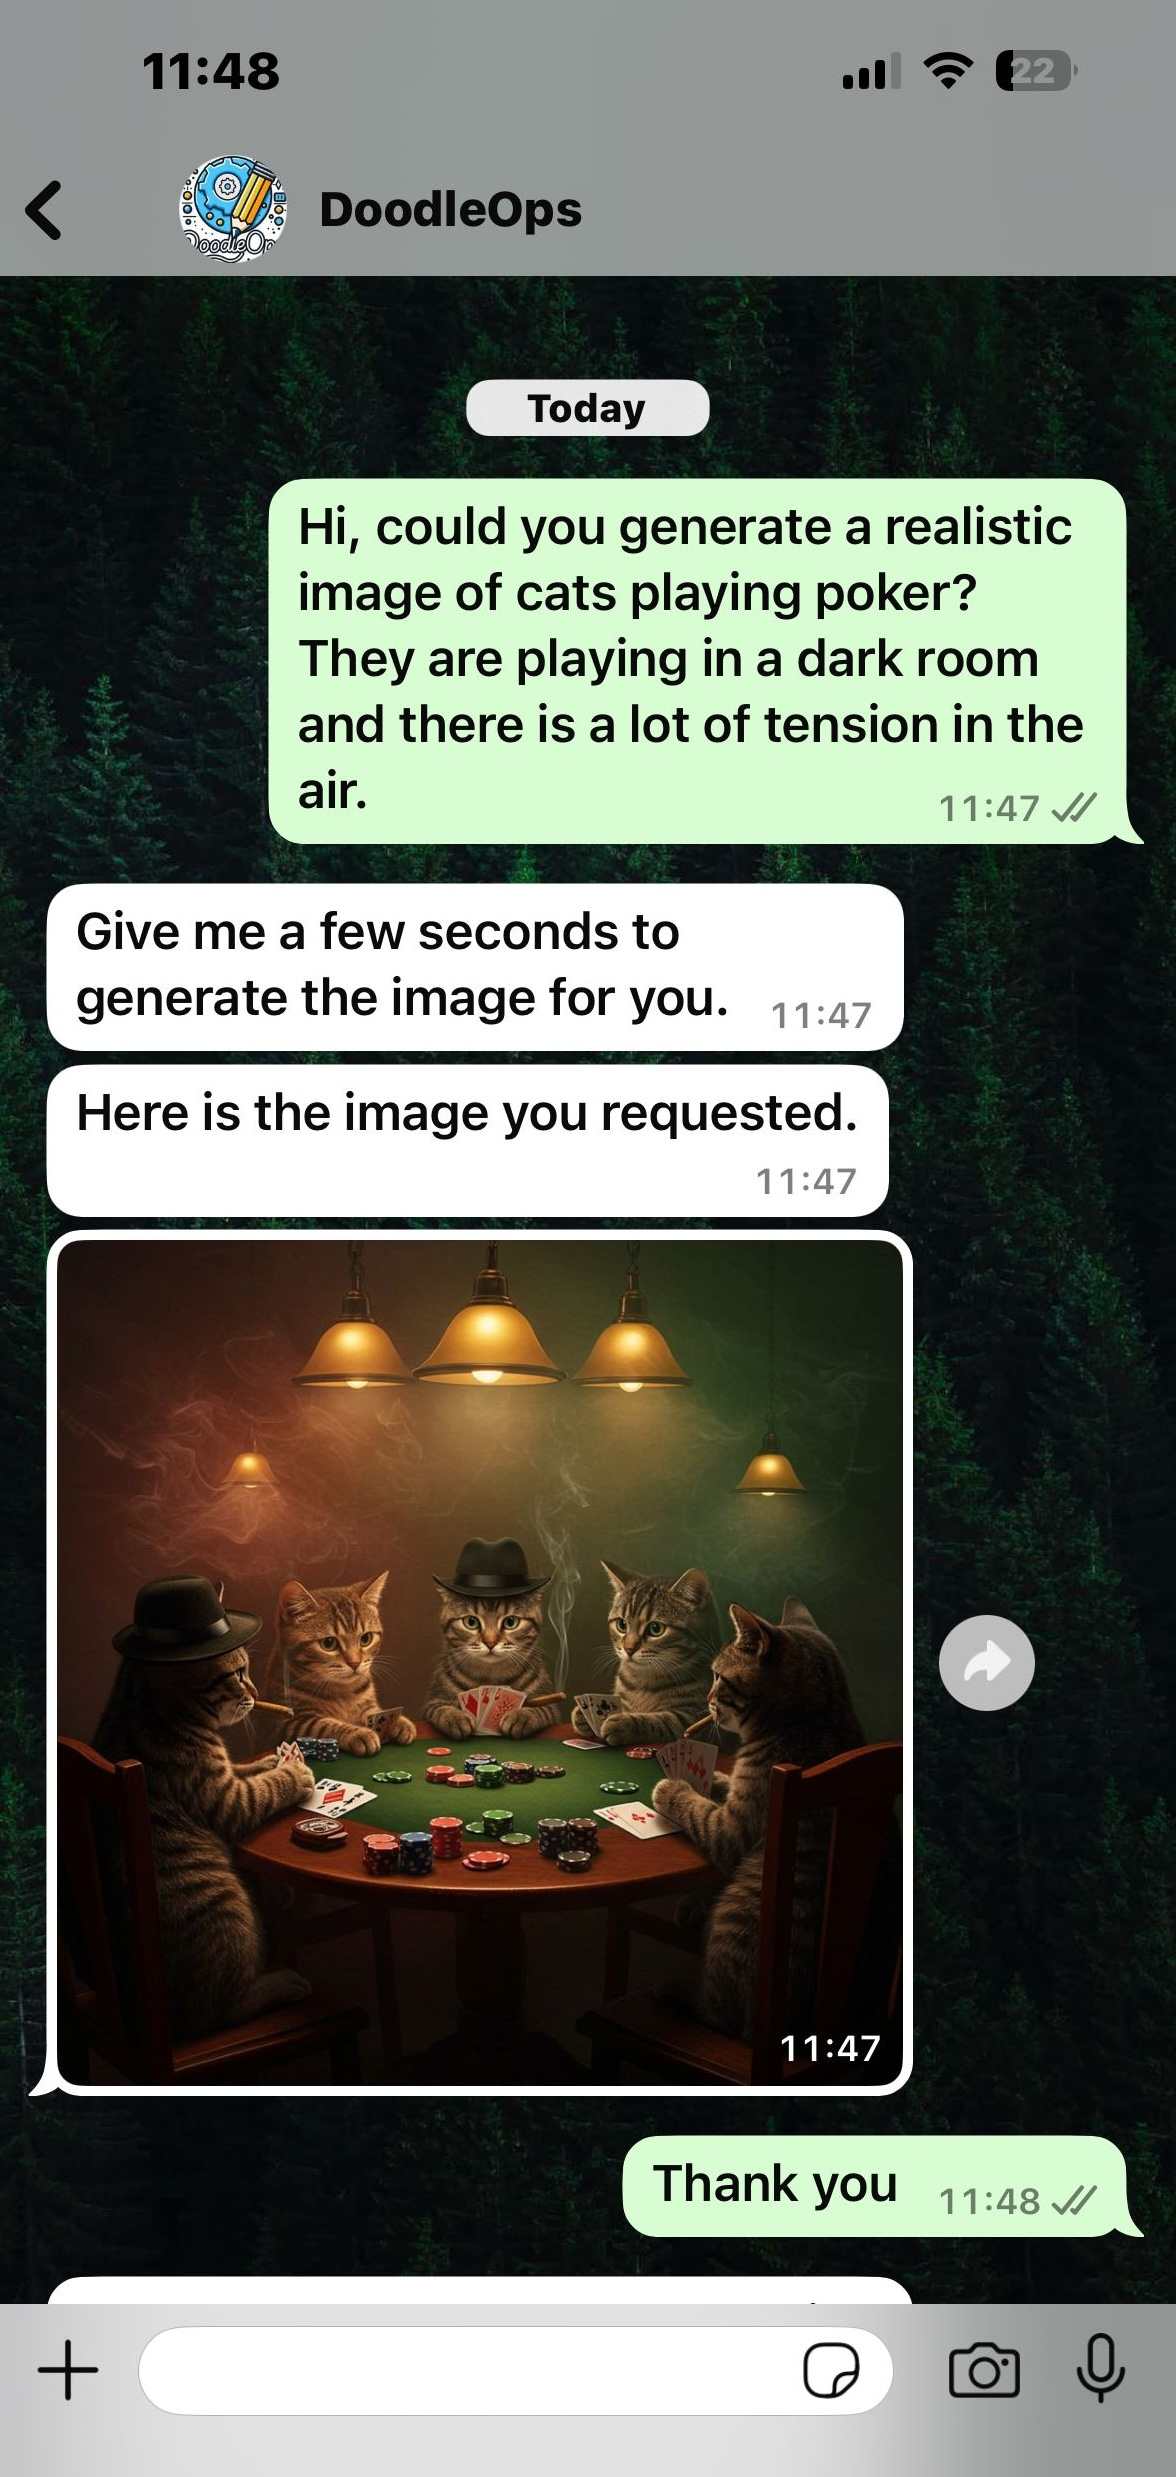 11:48
22
DoodleOps
DoodleOp
Today
Hi, could you generate a realistic
image of cats playing poker?
They are playing in a dark room
and there is a lot of tension in the
air.
11:47
Give me a few seconds to
generate the image for you.
11:47
Here is the image you requested.
11:47
11:47
Thank you
11:48